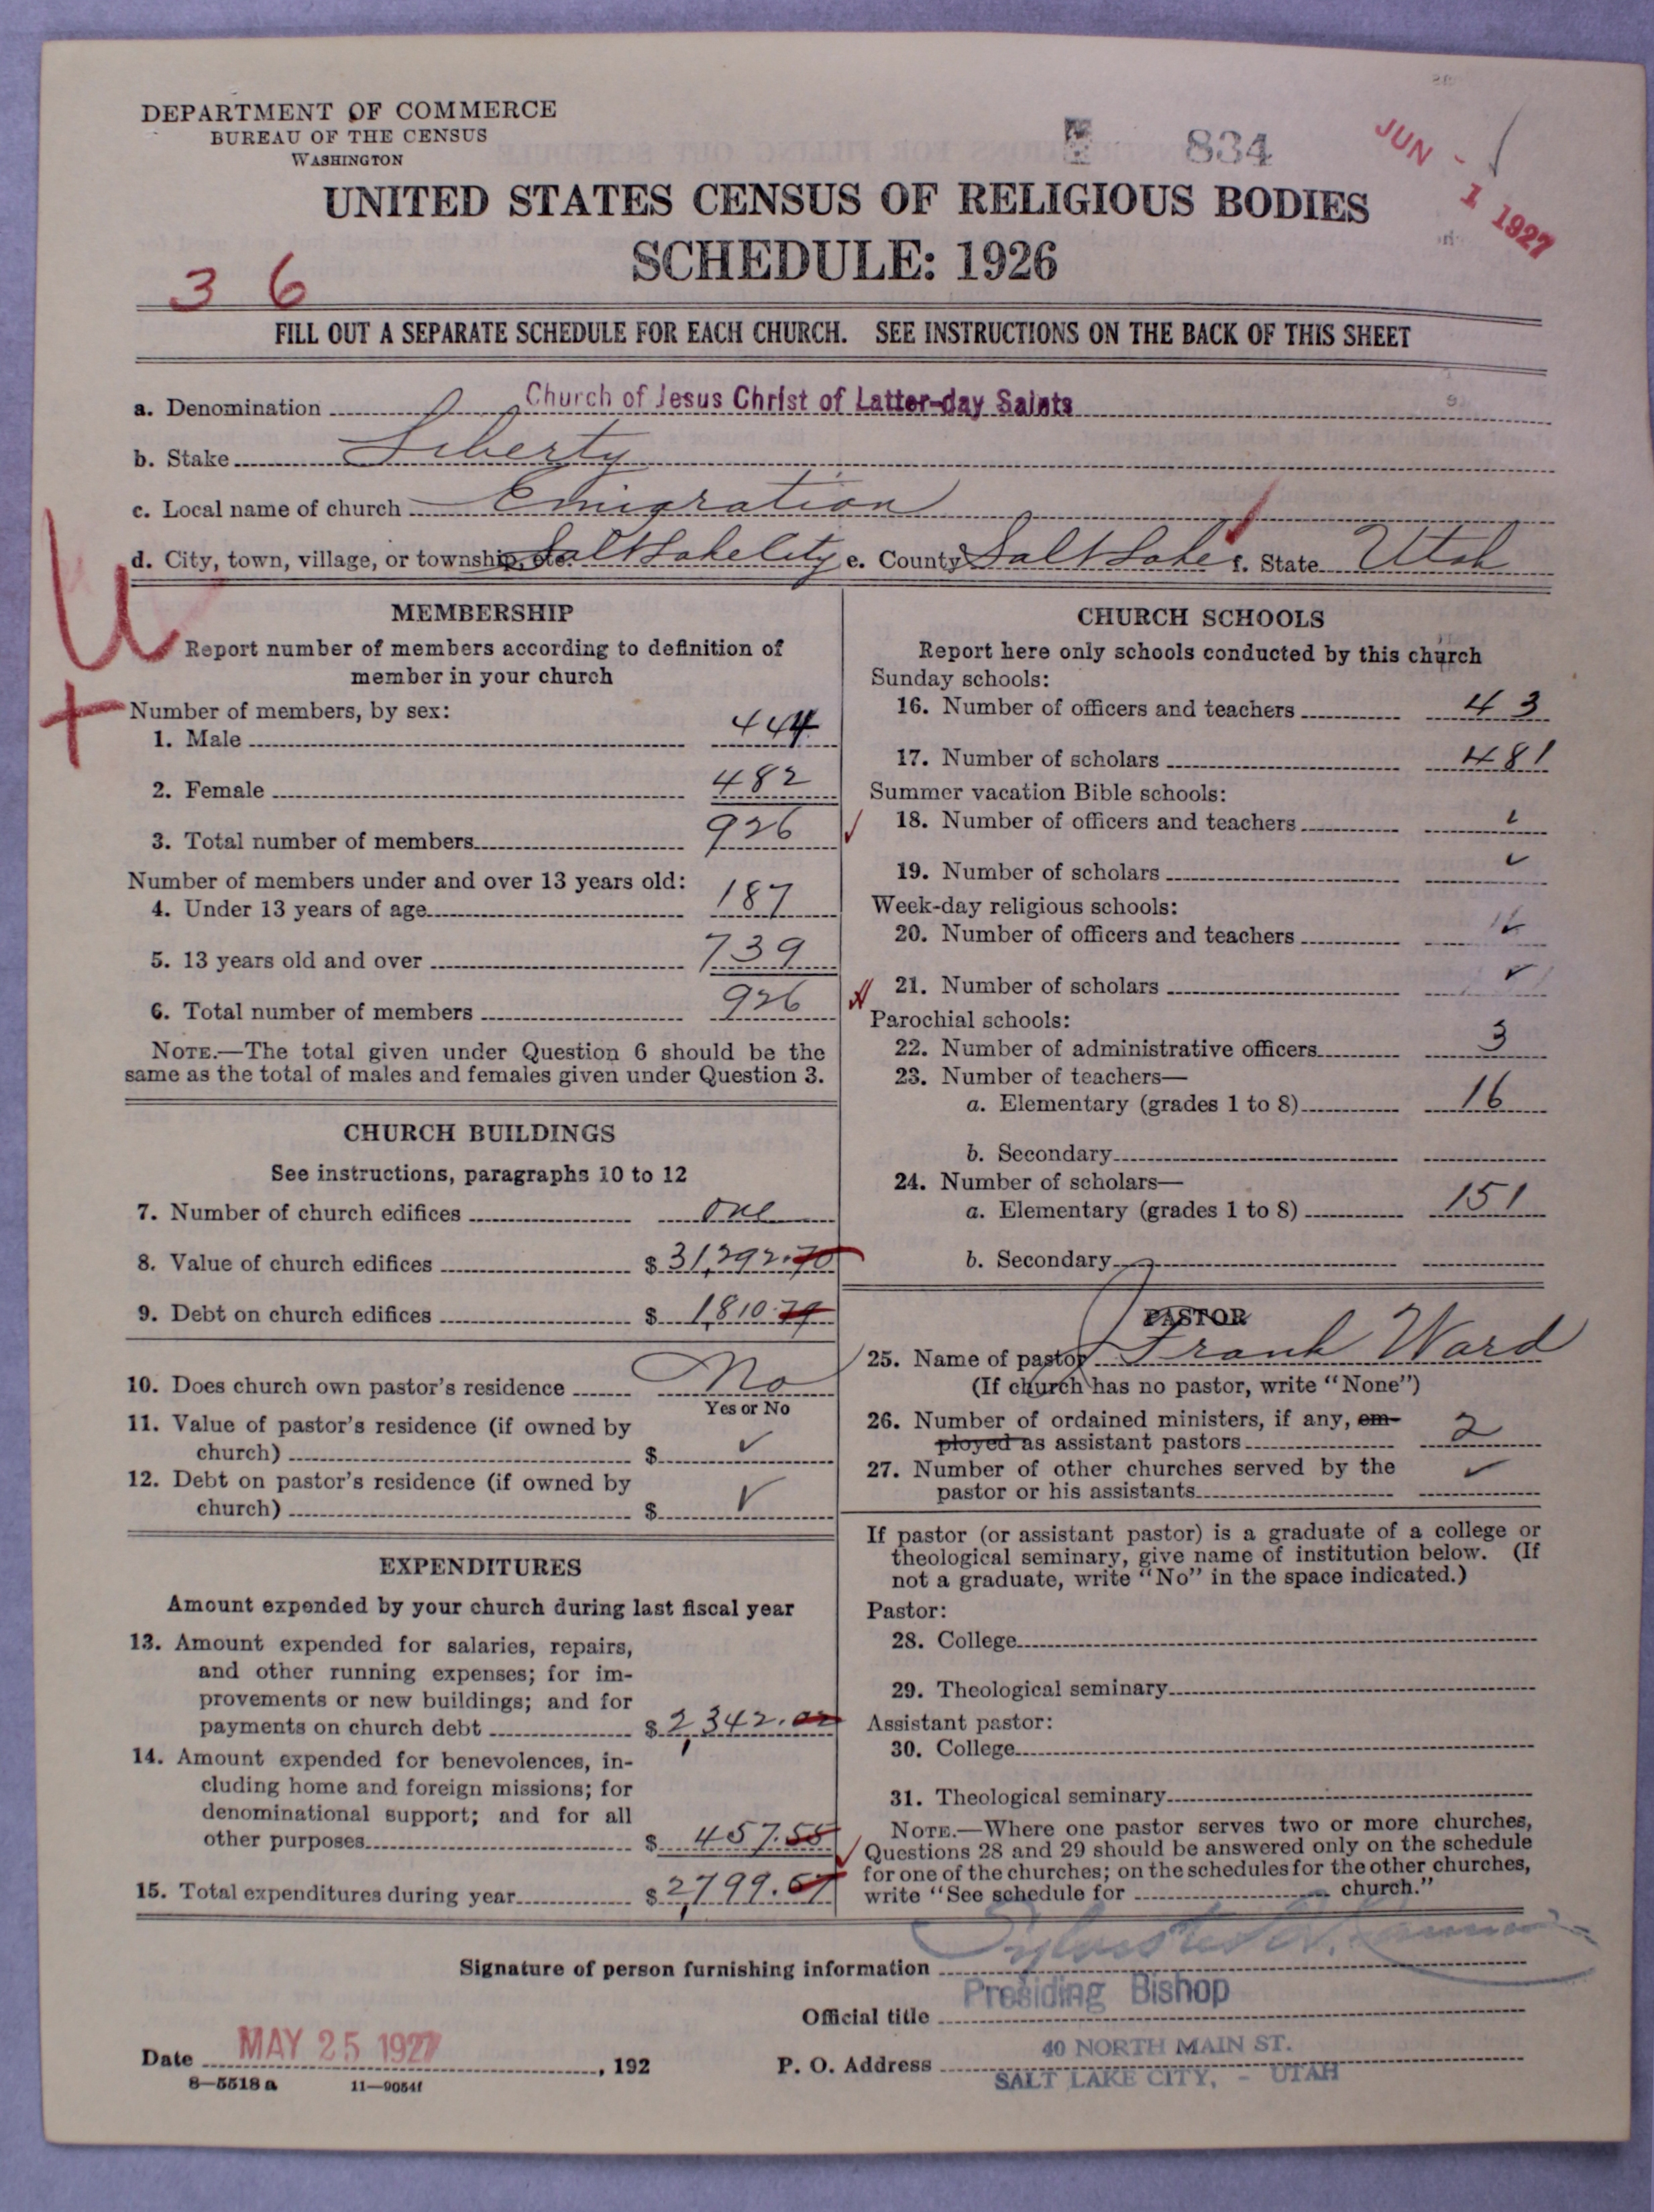 DEPARTMENT OF COMMERCE
BUREAU OF THE CENSUS
WASHINGTON
834
JUN - 1 1927
UNITED STATES CENSUS OF RELIGIOUS BODIES
SCHEDULE: 1926
3 6
FILL OUT A SEPARATE SCHEDULE FOR EACH CHURCH. SEE INSTRUCTIONS ON THE BACK OF THIS SHEET
a. Denomination Church of Jesus Christ of Latter-day Saints
b. Stake Liberty
c. Local name of church Emigration
d. City, town, village, or township, etc. Salt Lake City e. County Salt Lake f. State Utah
MEMBERSHIP
Report number of members according to definition of
member in your church
Number of members, by sex:
1. Male 444
2. Female 482
3. Total number of members 926
Number of members under and over 13 years old:
4. Under 13 years of age 187
5. 13 years old and over 739
6. Total number of members 926
NOTE.—The total given under Question 6 should be the
same as the total of males and females given under Question 3.
CHURCH BUILDINGS
See instructions, paragraphs 10 to 12
7. Number of church edifices one
8. Value of church edifices $ 31,292.70
9. Debt on church edifices $ 1,810.79
10. Does church own pastor's residence No
Yes or No
11. Value of pastor's residence (if owned by
church) $ ✓
12. Debt on pastor's residence (if owned by
church) $ ✓
EXPENDITURES
Amount expended by your church during last fiscal year
13. Amount expended for salaries, repairs,
and other running expenses; for im-
provements or new buildings; and for
payments on church debt $ 2,342.02
14. Amount expended for benevolences, in-
cluding home and foreign missions; for
denominational support; and for all
other purposes $ 457.55
15. Total expenditures during year $ 2,799.57
CHURCH SCHOOLS
Report here only schools conducted by this church
Sunday schools:
16. Number of officers and teachers 43
17. Number of scholars 481
Summer vacation Bible schools:
18. Number of officers and teachers ✓
19. Number of scholars ✓
Week-day religious schools:
20. Number of officers and teachers ✓
21. Number of scholars ✓
Parochial schools:
22. Number of administrative officers 3
23. Number of teachers—
a. Elementary (grades 1 to 8) 16
b. Secondary
24. Number of scholars—
a. Elementary (grades 1 to 8) 151
b. Secondary
PASTOR
25. Name of pastor Frank Ward
(If church has no pastor, write "None")
26. Number of ordained ministers, if any, em-
ployed as assistant pastors 2
27. Number of other churches served by the
pastor or his assistants ✓
If pastor (or assistant pastor) is a graduate of a college or
theological seminary, give name of institution below. (If
not a graduate, write "No" in the space indicated.)
Pastor:
28. College
29. Theological seminary
Assistant pastor:
30. College
31. Theological seminary
NOTE.—Where one pastor serves two or more churches,
Questions 28 and 29 should be answered only on the schedule
for one of the churches; on the schedules for the other churches,
write "See schedule for church."
Signature of person furnishing information
Official title Presiding Bishop
Date MAY 25 1927, 192
P. O. Address 40 NORTH MAIN ST.
SALT LAKE CITY, - UTAH
8—5518 a 11—9054f